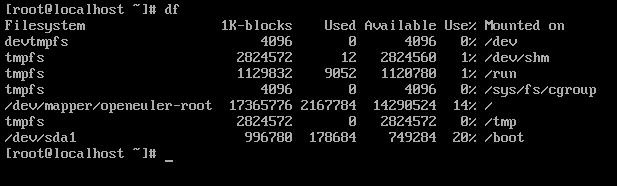 [root@localhost ~]# df
Filesystem                 1K-blocks    Used Available Use% Mounted on
devtmpfs                        4096       0      4096   0% /dev
tmpfs                        2824572      12   2824560   1% /dev/shm
tmpfs                        1129832    9052   1120780   1% /run
tmpfs                           4096       0      4096   0% /sys/fs/cgroup
/dev/mapper/openeuler-root  17365776 2167784  14290524  14% /
tmpfs                        2824572       0   2824572   0% /tmp
/dev/sda1                     996780  178684    749284  20% /boot
[root@localhost ~]# _